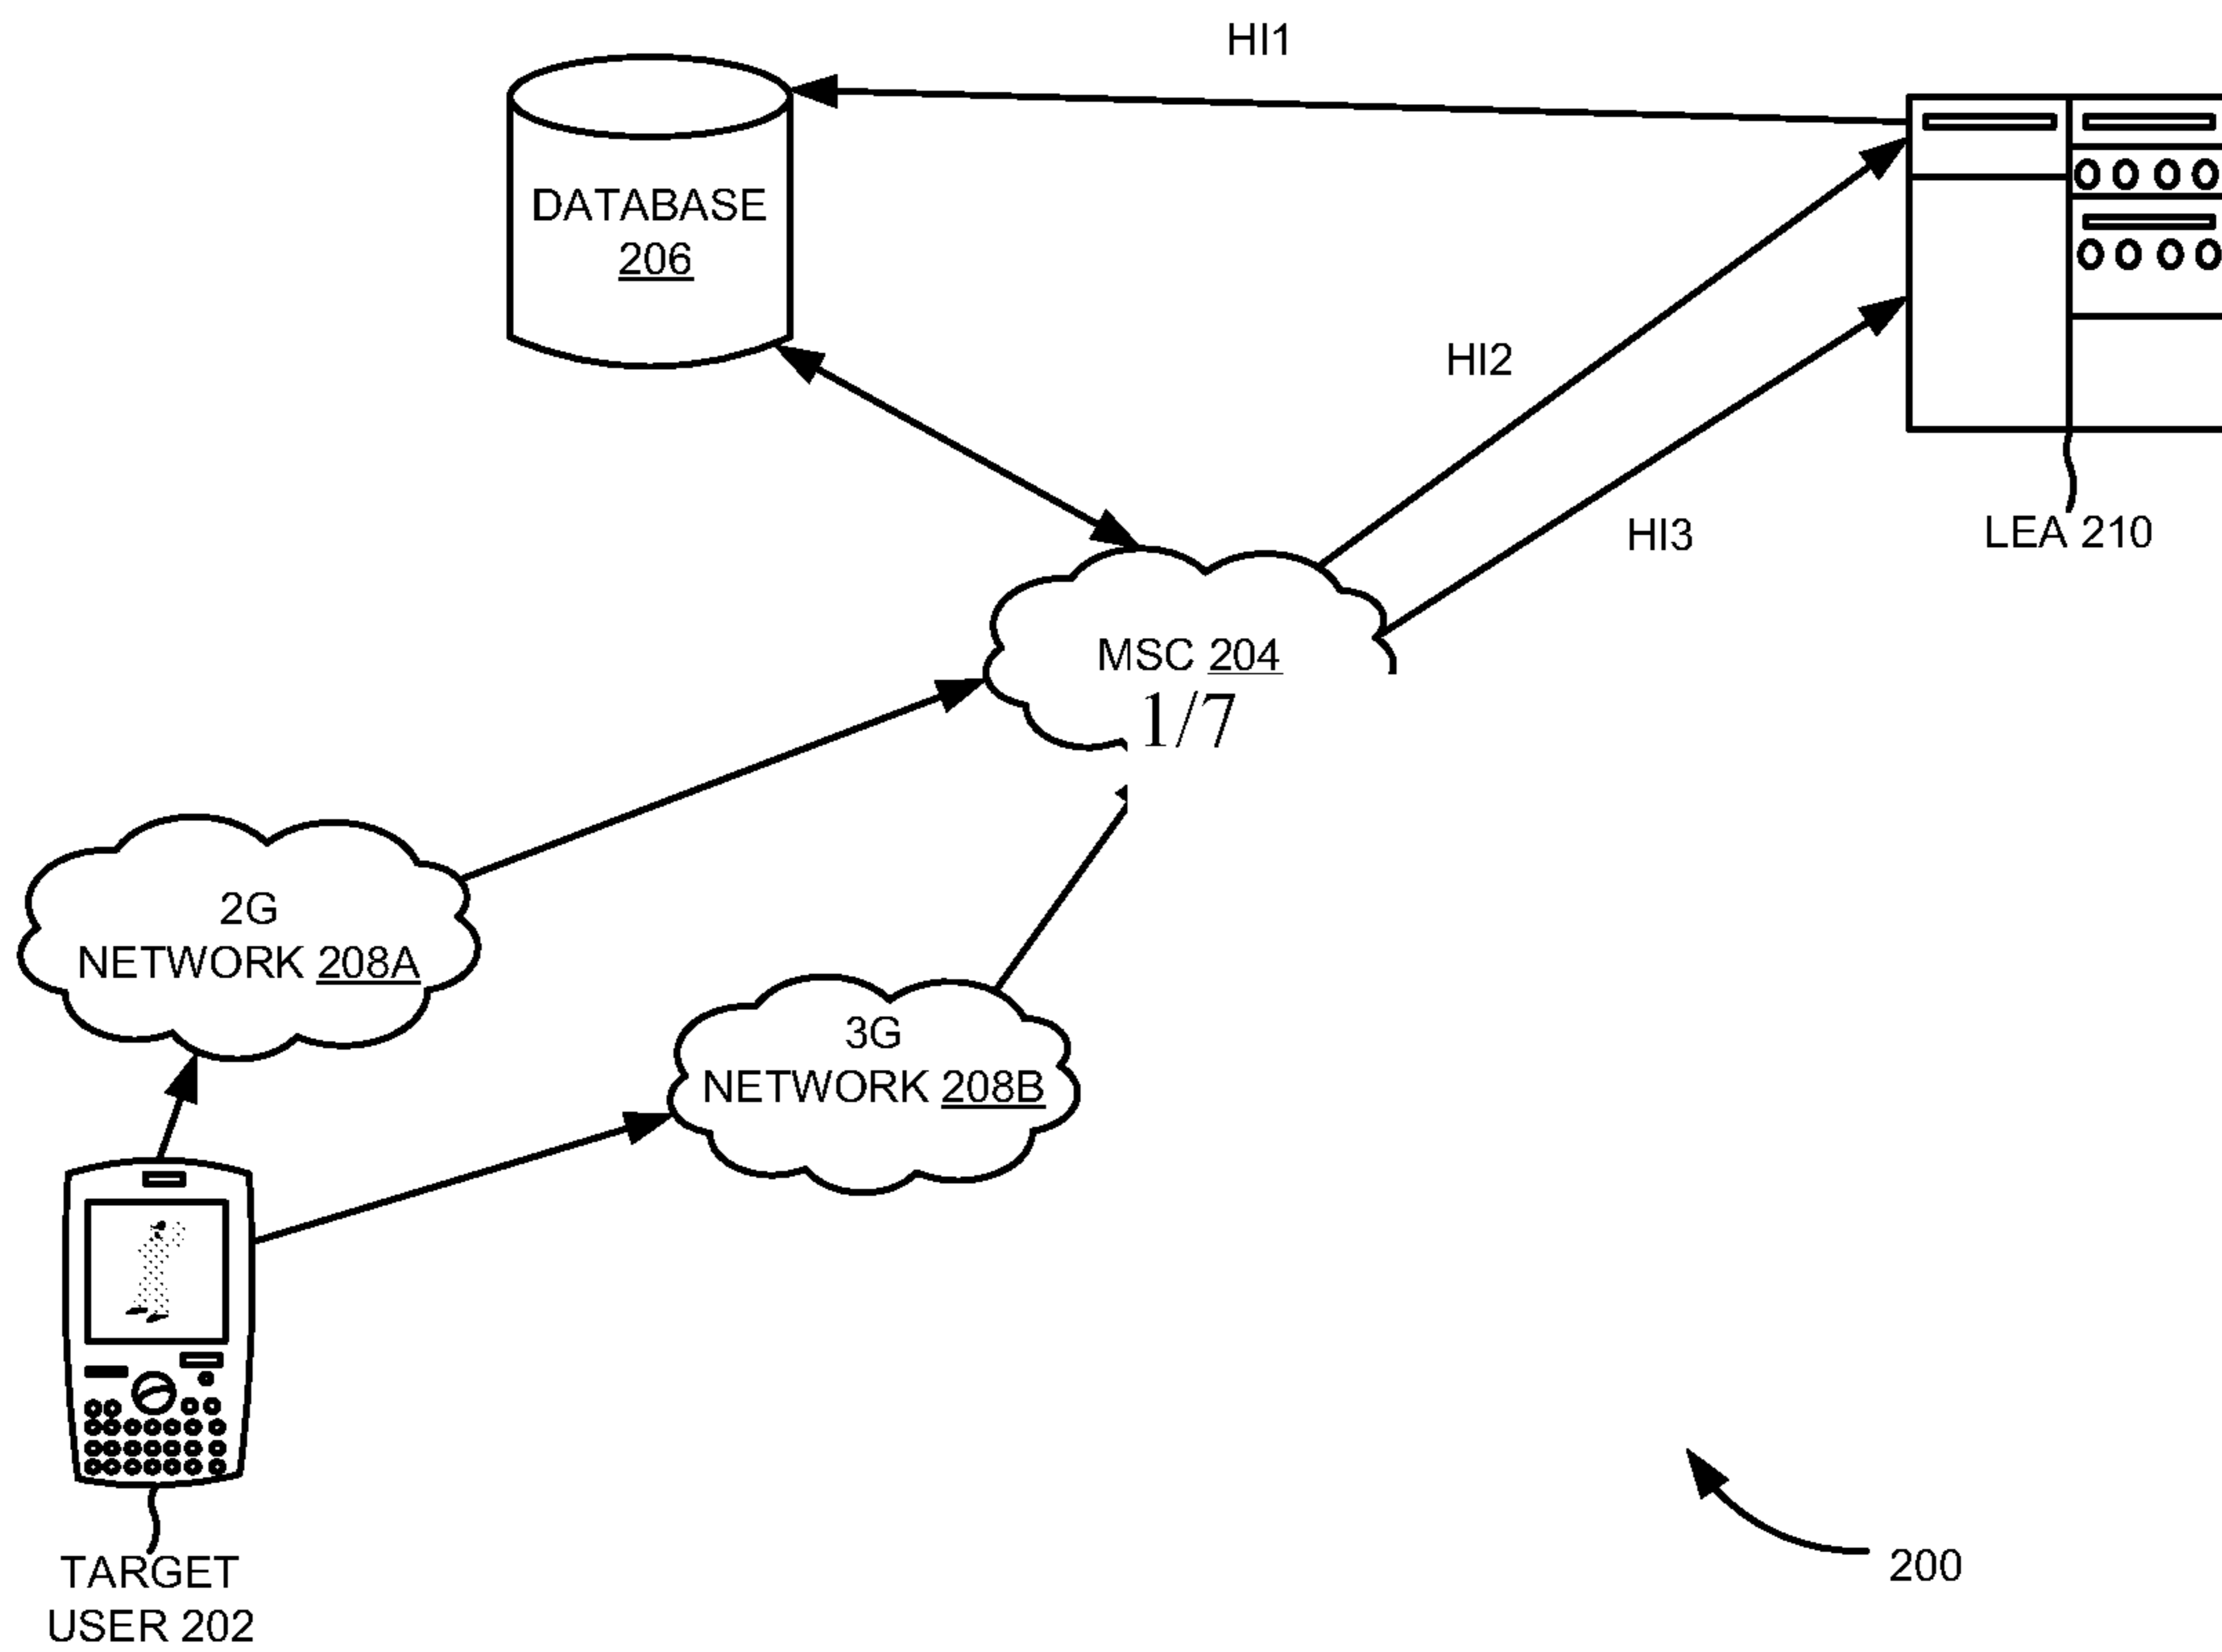 HI1
DATABASE
206
HI2
HI3
LEA 210
MSC 204
1/7
2G
NETWORK 208A
3G
NETWORK 208B
TARGET
USER 202
200